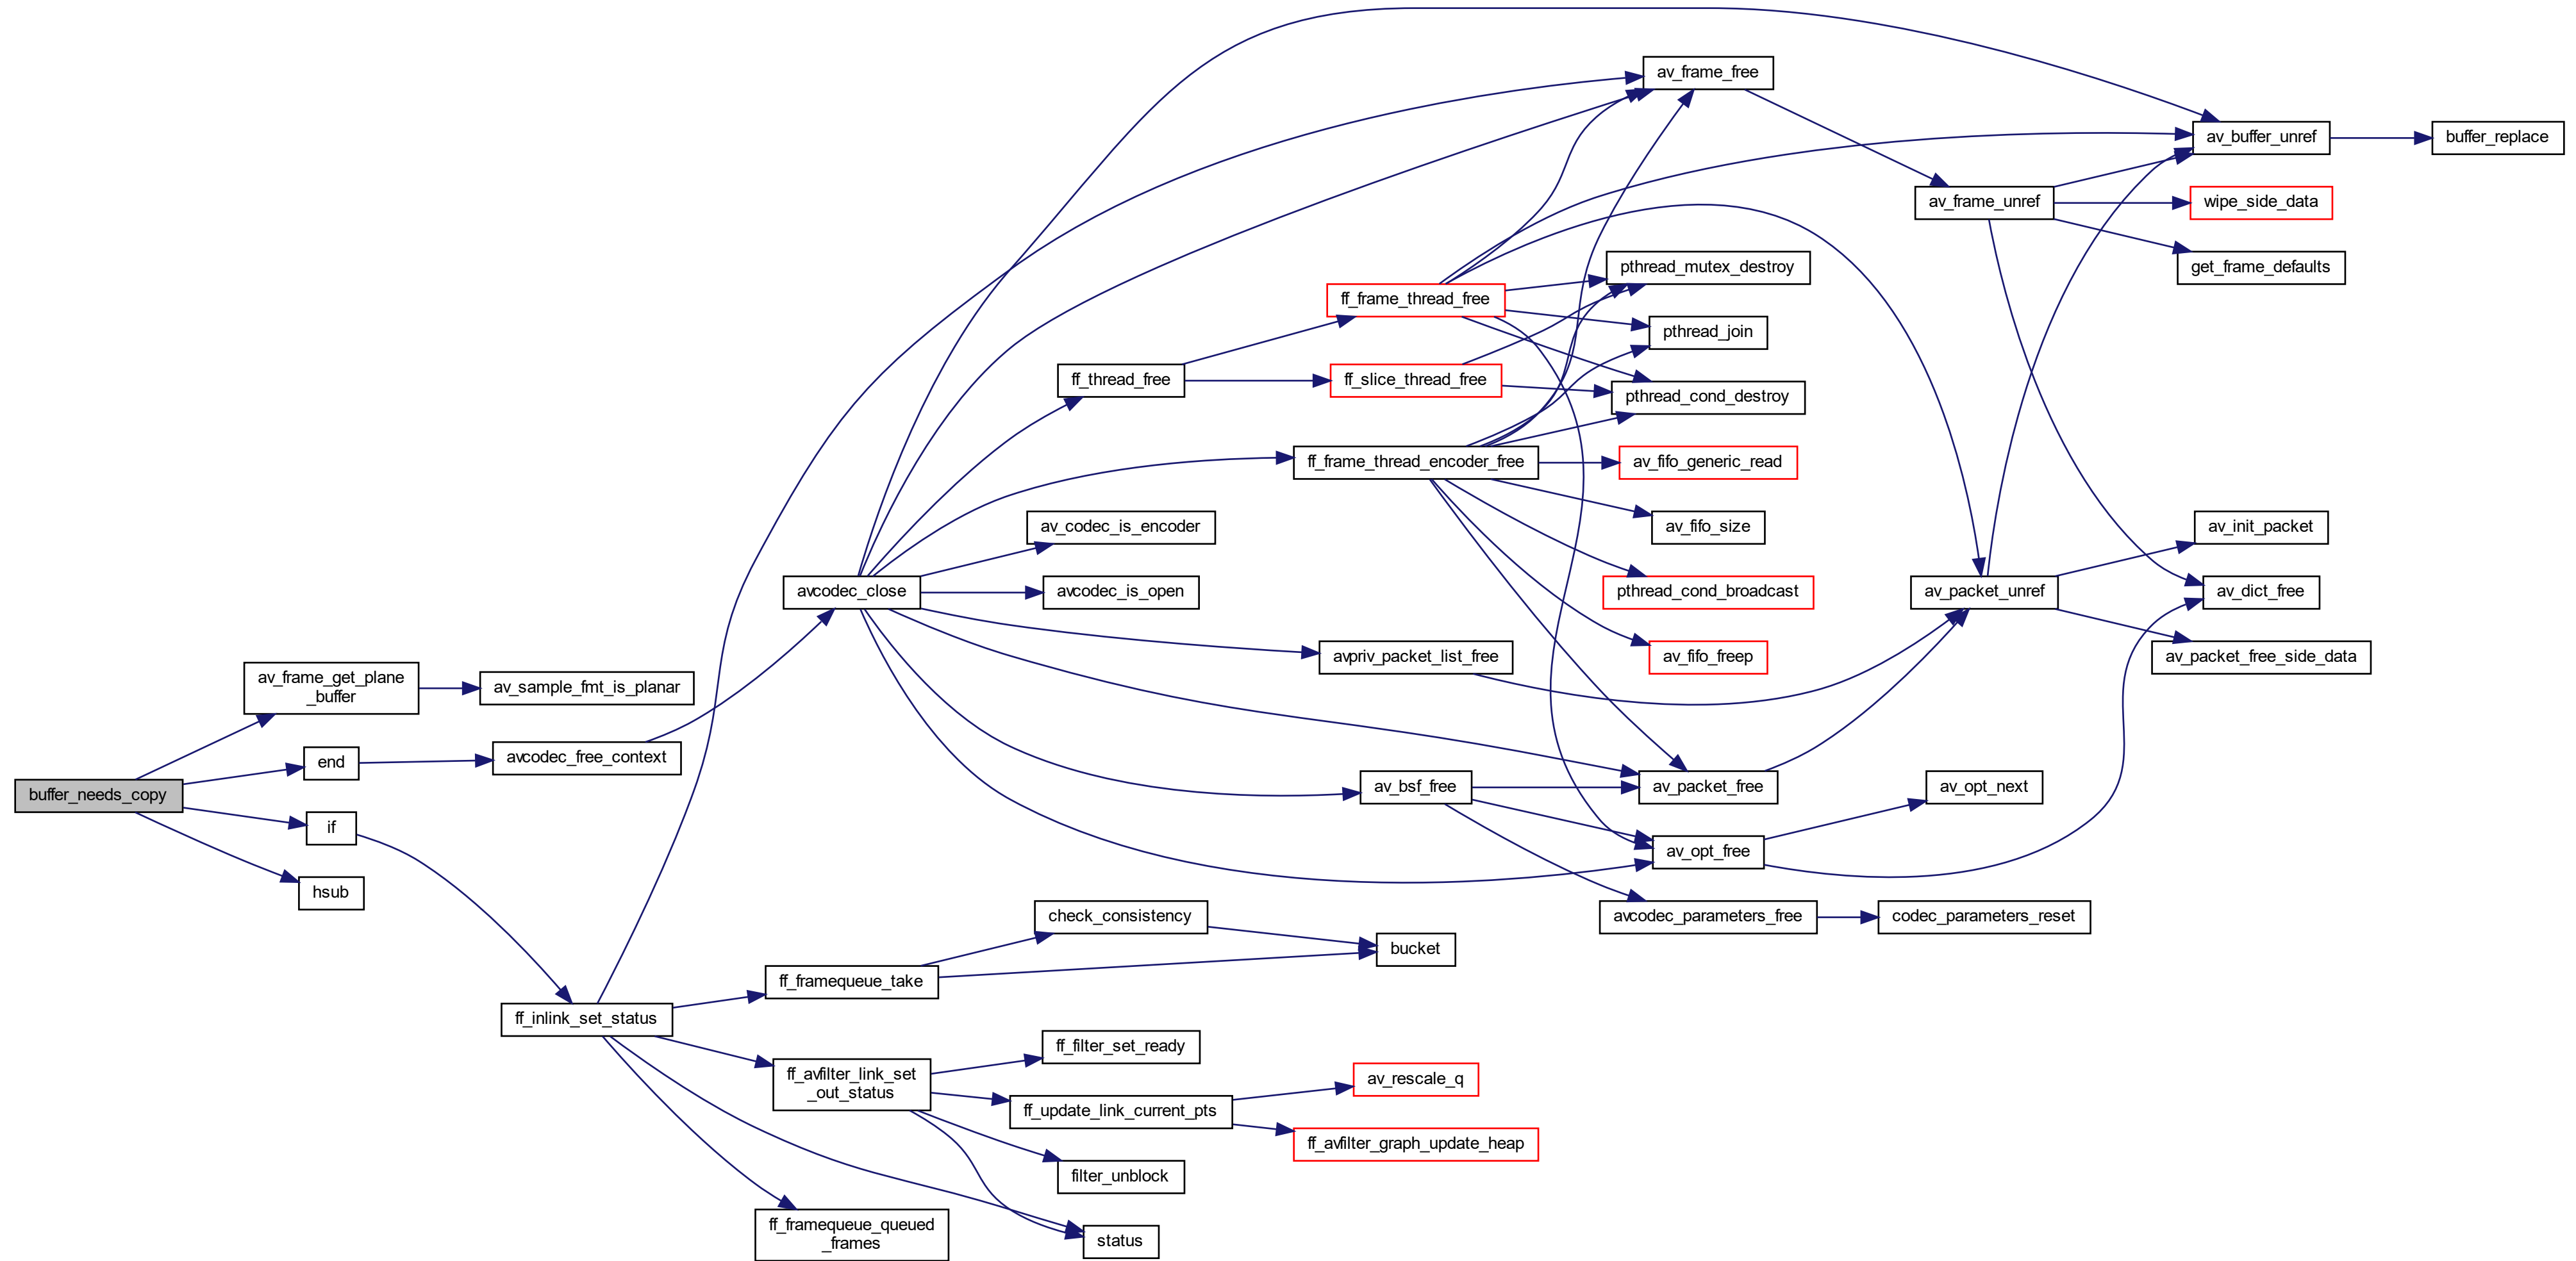 av_frame_free
av_buffer_unref
buffer_replace
av_frame_unref
wipe_side_data
pthread_mutex_destroy
get_frame_defaults
ff_frame_thread_free
pthread_join
ff_thread_free
ff_slice_thread_free
pthread_cond_destroy
ff_frame_thread_encoder_free
av_fifo_generic_read
av_codec_is_encoder
av_fifo_size
av_init_packet
avcodec_close
avcodec_is_open
pthread_cond_broadcast
av_packet_unref
av_dict_free
avpriv_packet_list_free
av_fifo_freep
av_packet_free_side_data
av_frame_get_plane
_buffer
av_sample_fmt_is_planar
end
avcodec_free_context
buffer_needs_copy
av_bsf_free
av_packet_free
av_opt_next
if
av_opt_free
hsub
check_consistency
avcodec_parameters_free
codec_parameters_reset
bucket
ff_framequeue_take
ff_inlink_set_status
ff_filter_set_ready
ff_avfilter_link_set
_out_status
av_rescale_q
ff_update_link_current_pts
ff_avfilter_graph_update_heap
filter_unblock
ff_framequeue_queued
_frames
status